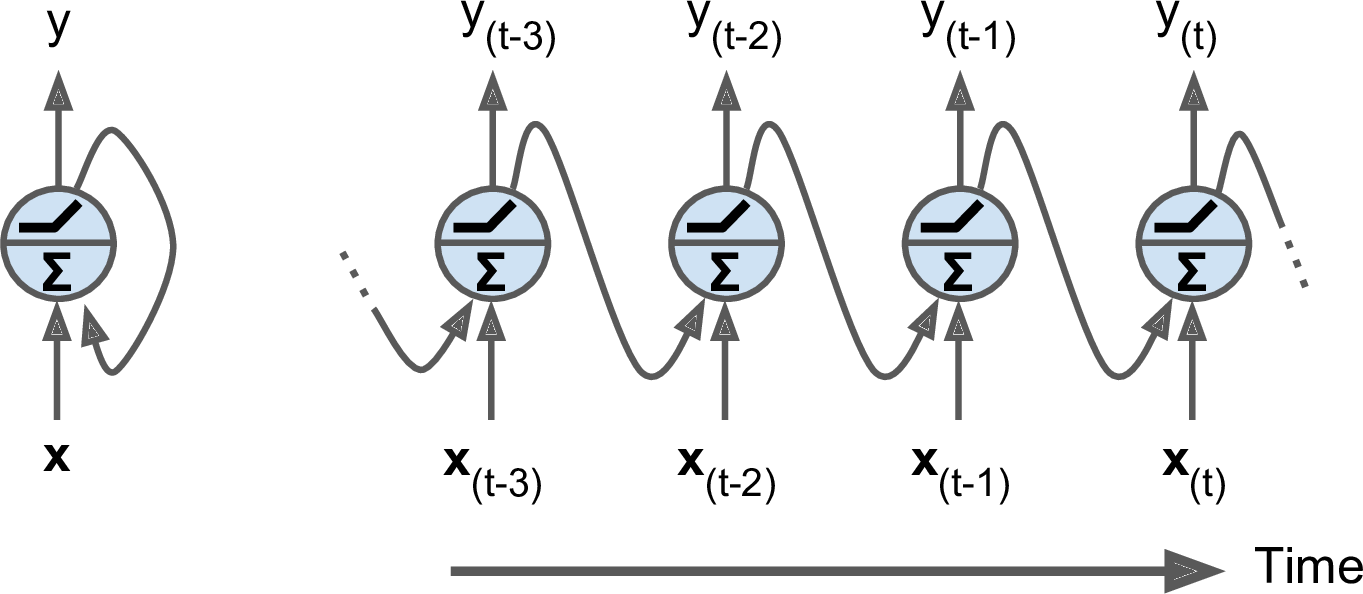 y y(t-3) y(t-2) y(t-1) y(t)
Σ Σ Σ Σ Σ
x x(t-3) x(t-2) x(t-1) x(t)
Time